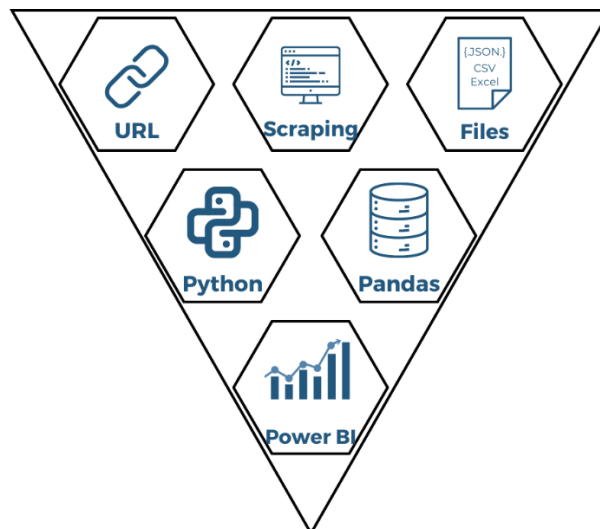 {.JSON.}
CSV
Excel
URL
Scraping
Files
Python
Pandas
Power BI